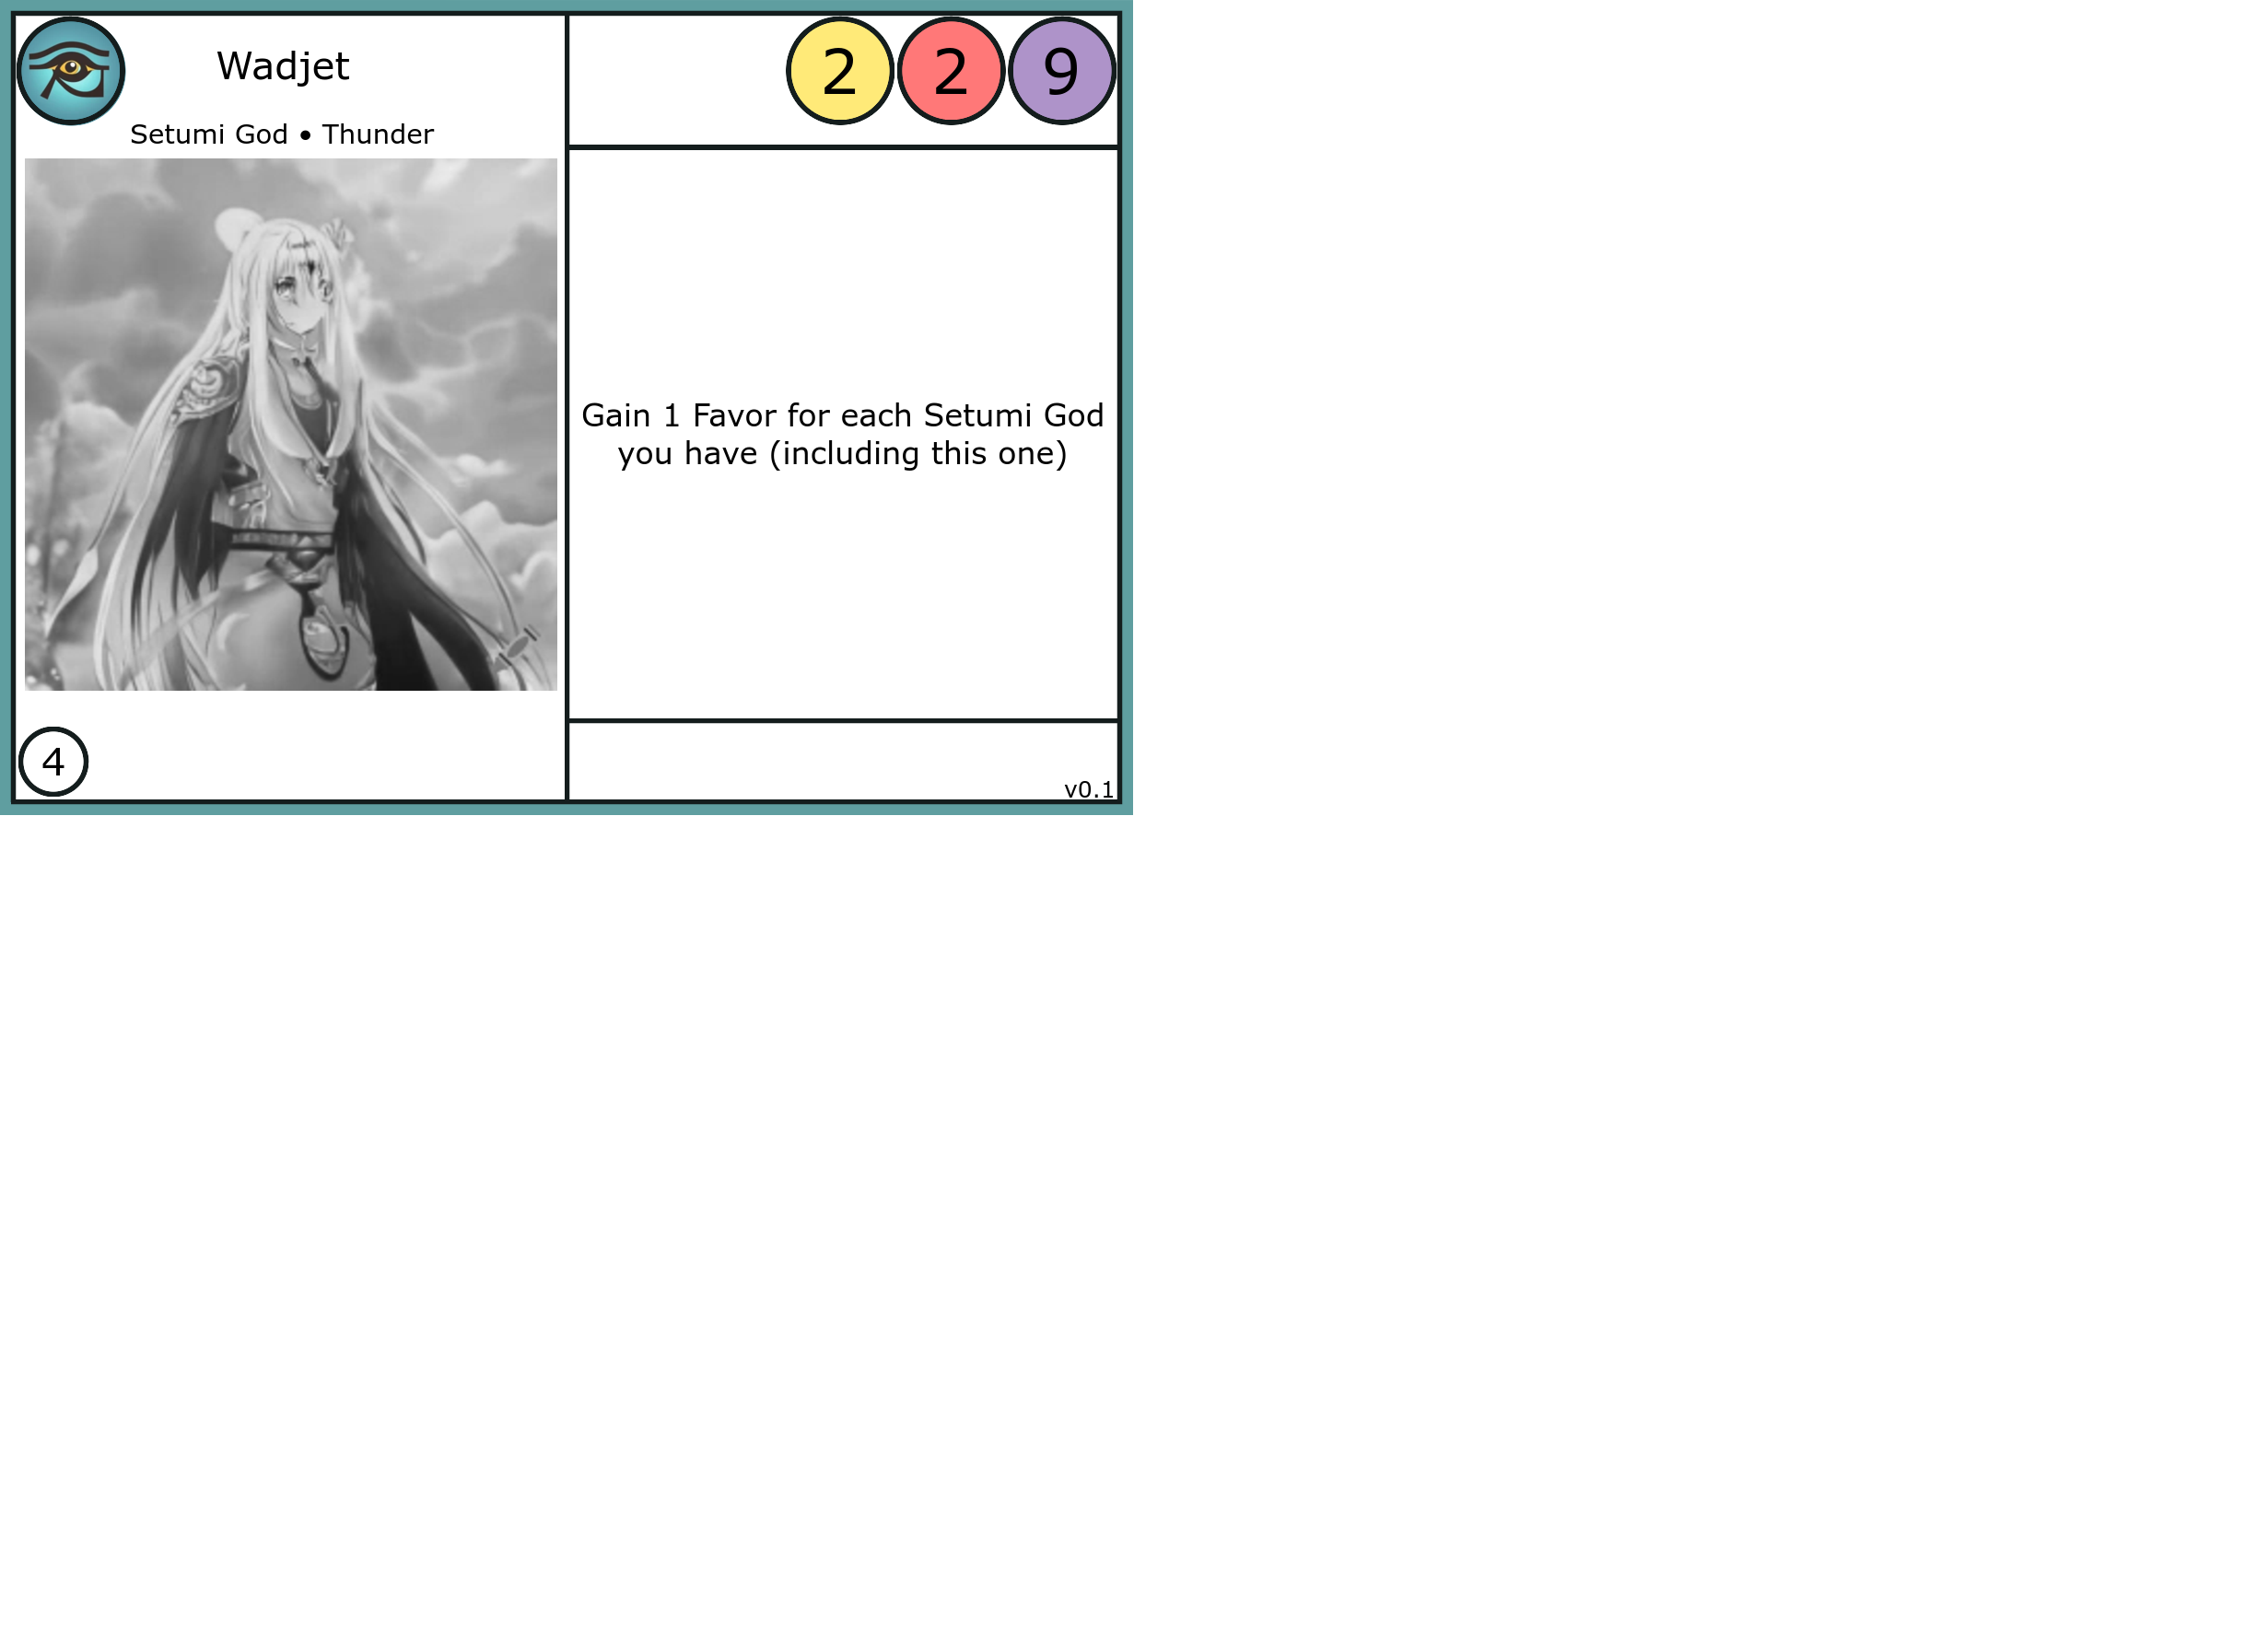 Wadjet
Setumi God • Thunder
2 2 9
Gain 1 Favor for each Setumi God
you have (including this one)
4
v0.1